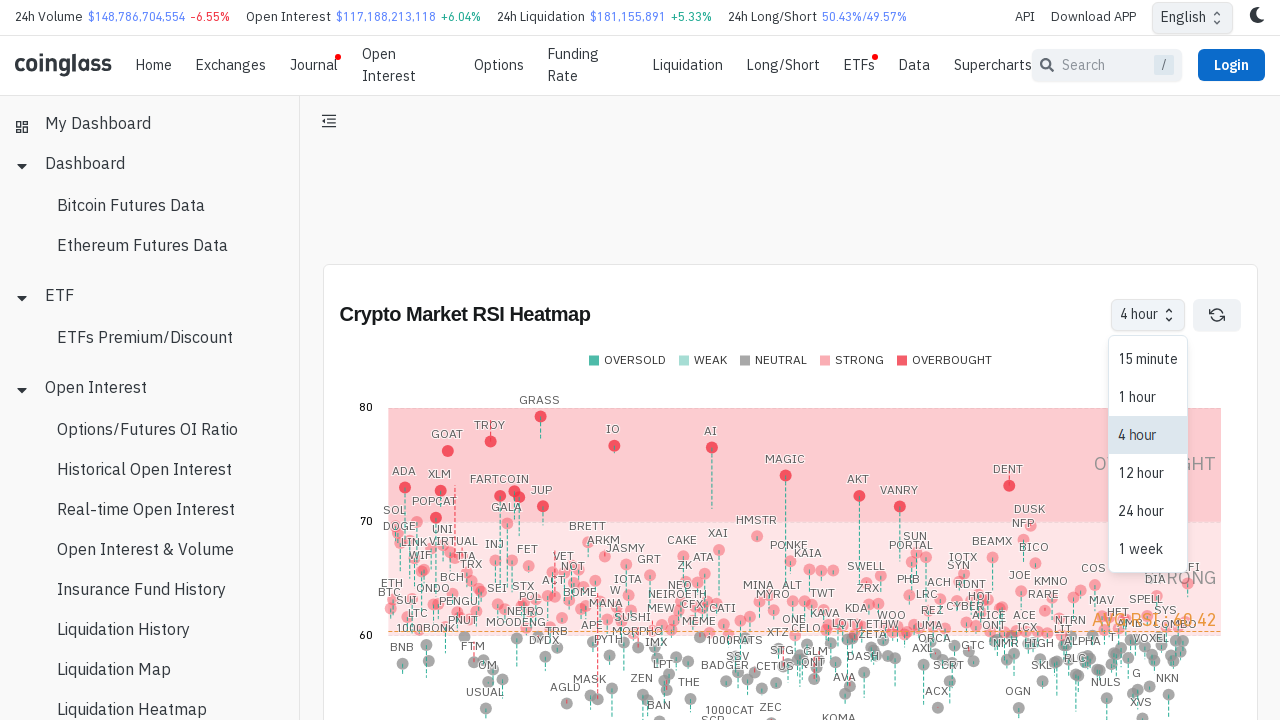 24h Volume $148,786,704,554 -6.55% Open Interest $117,188,213,118 +6.04% 24h Liquidation $181,155,891 +5.33% 24h Long/Short 50.43%/49.57% API Download APP English
coinglass Home Exchanges Journal Open Interest Options Funding Rate Liquidation Long/Short ETFs Data Supercharts Search / Login
My Dashboard
Dashboard
Bitcoin Futures Data
Ethereum Futures Data
ETF
ETFs Premium/Discount
Open Interest
Options/Futures OI Ratio
Historical Open Interest
Real-time Open Interest
Open Interest & Volume
Insurance Fund History
Liquidation History
Liquidation Map
Liquidation Heatmap
Crypto Market RSI Heatmap 4 hour
15 minute
1 hour
4 hour
12 hour
24 hour
1 week
OVERSOLD WEAK NEUTRAL STRONG OVERBOUGHT
80
GRASS
TRDY
GOAT IO AI
MAGIC
ADA XLM FARTCOIN AKT DENT
POPCAT JUP VANRY
SOL GALA DUSK
DOGE UNI BRETT HMSTR NFP
70
LINK VIRTUAL INJ FET ARKM JASMY CAKE XAI PONKE KAIA PORTAL SUN BEAMX BICO
WIF TIA TRX VET NOT GRT ZK ATA SWELL IOTX SYN COS
ETH BCH SEI STX ACT IOTA NEO MINA ALT ZRX PHB ACH RDNT JOE KMNO DIA STRONG
BTC SUI ONDO PENGU POL BOME W NEIROETH MYRO TWT LRC HOT RARE MAV SPELL
LTC PNUT NEIRO MANA MEW CFX CATI ONE KAVA KDA WOO REZ CYBER ALICE ACE HFT SYS
1000BONK MOODENG TRB APE SUSHI MEME CELO LOTY ETHW UMA ONT ICX LIT NTRN AMB COMBO
60
BNB FTM DYDX PYTH MORPHO IMX 1000RATS XTZ ZETA ORCA NMR HIGH ALPHA VOXEL
CM LPT SSV STG GLM DASH AXL GTC RLC
USUAL AGLD MASK ZEN THE BADGER CETUS QNT AVA SCRT SKL G NKN
BAN 1000CAT ZEC KOMA ACX OGN NULS XVS